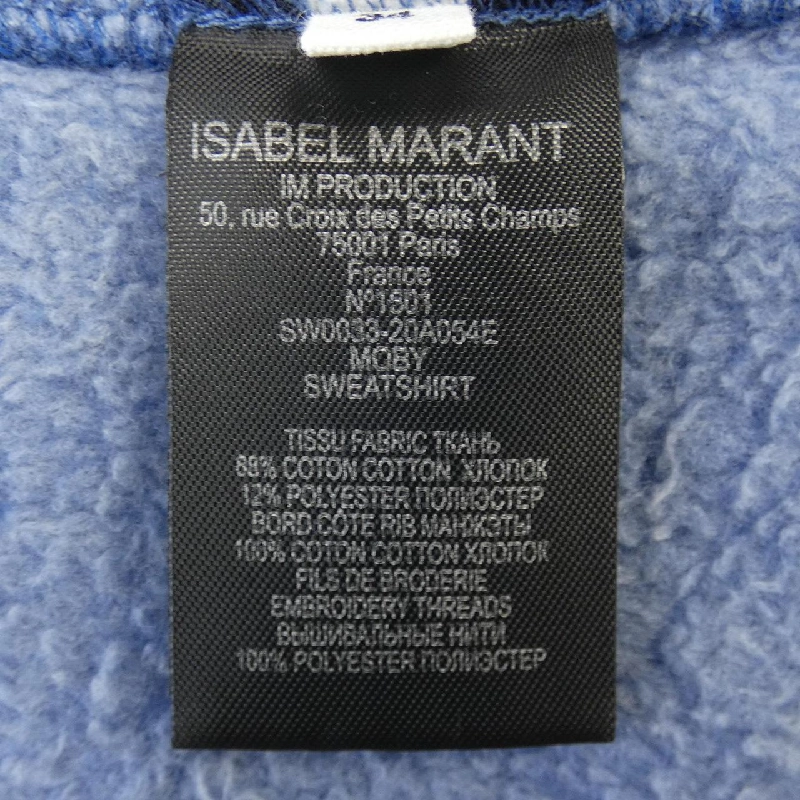 ISABEL MARANT
IM PRODUCTION
50, rue Croix des Petits Champs
75001 Paris
France
N°1601
SW0033-20A054E
MOBY
SWEATSHIRT
TISSU FABRIC ТКАНЬ
88% COTON COTTON ХЛОПОК
12% POLYESTER ПОЛИЭСТЕР
BORD COTE RIB МАНЖЕТЫ
100% COTON COTTON ХЛОПОК
FILS DE BRODERIE
EMBROIDERY THREADS
ВЫШИВАЛЬНЫЕ НИТИ
100% POLYESTER ПОЛИЭСТЕР